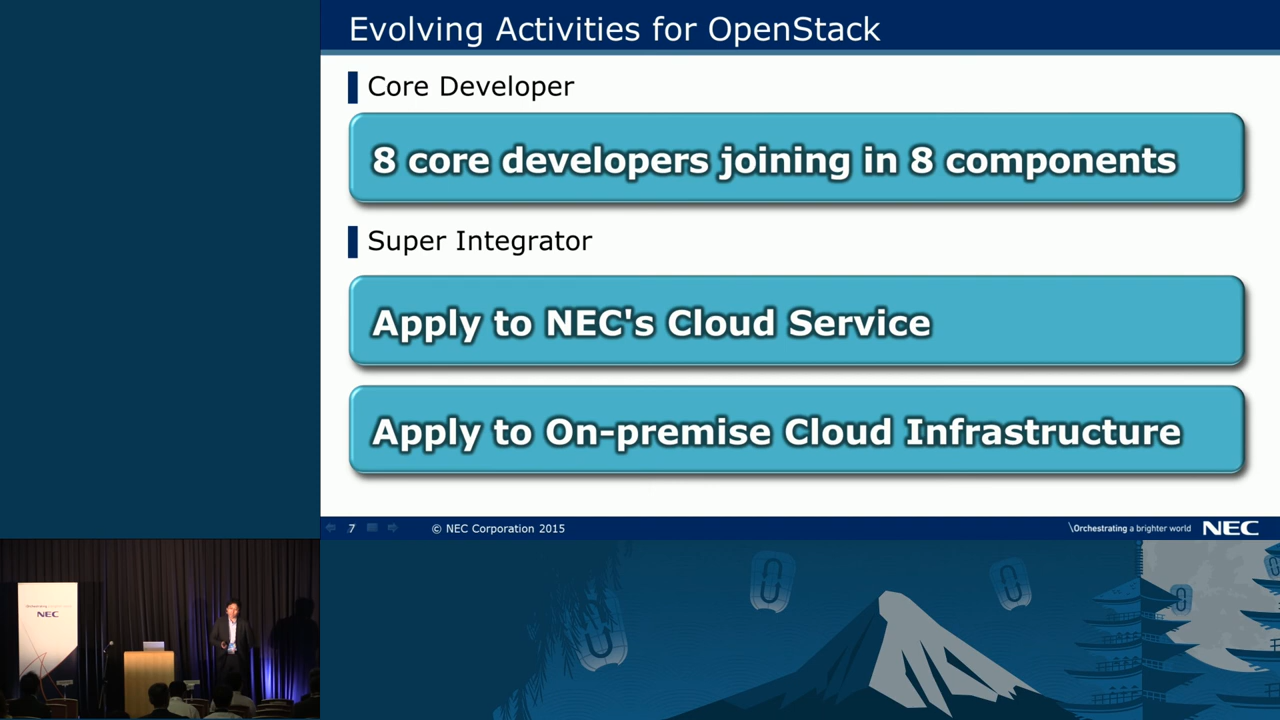 Evolving Activities for OpenStack
Core Developer
8 core developers joining in 8 components
Super Integrator
Apply to NEC's Cloud Service
Apply to On-premise Cloud Infrastructure
7
© NEC Corporation 2015
\Orchestrating a brighter world
NEC
NEC